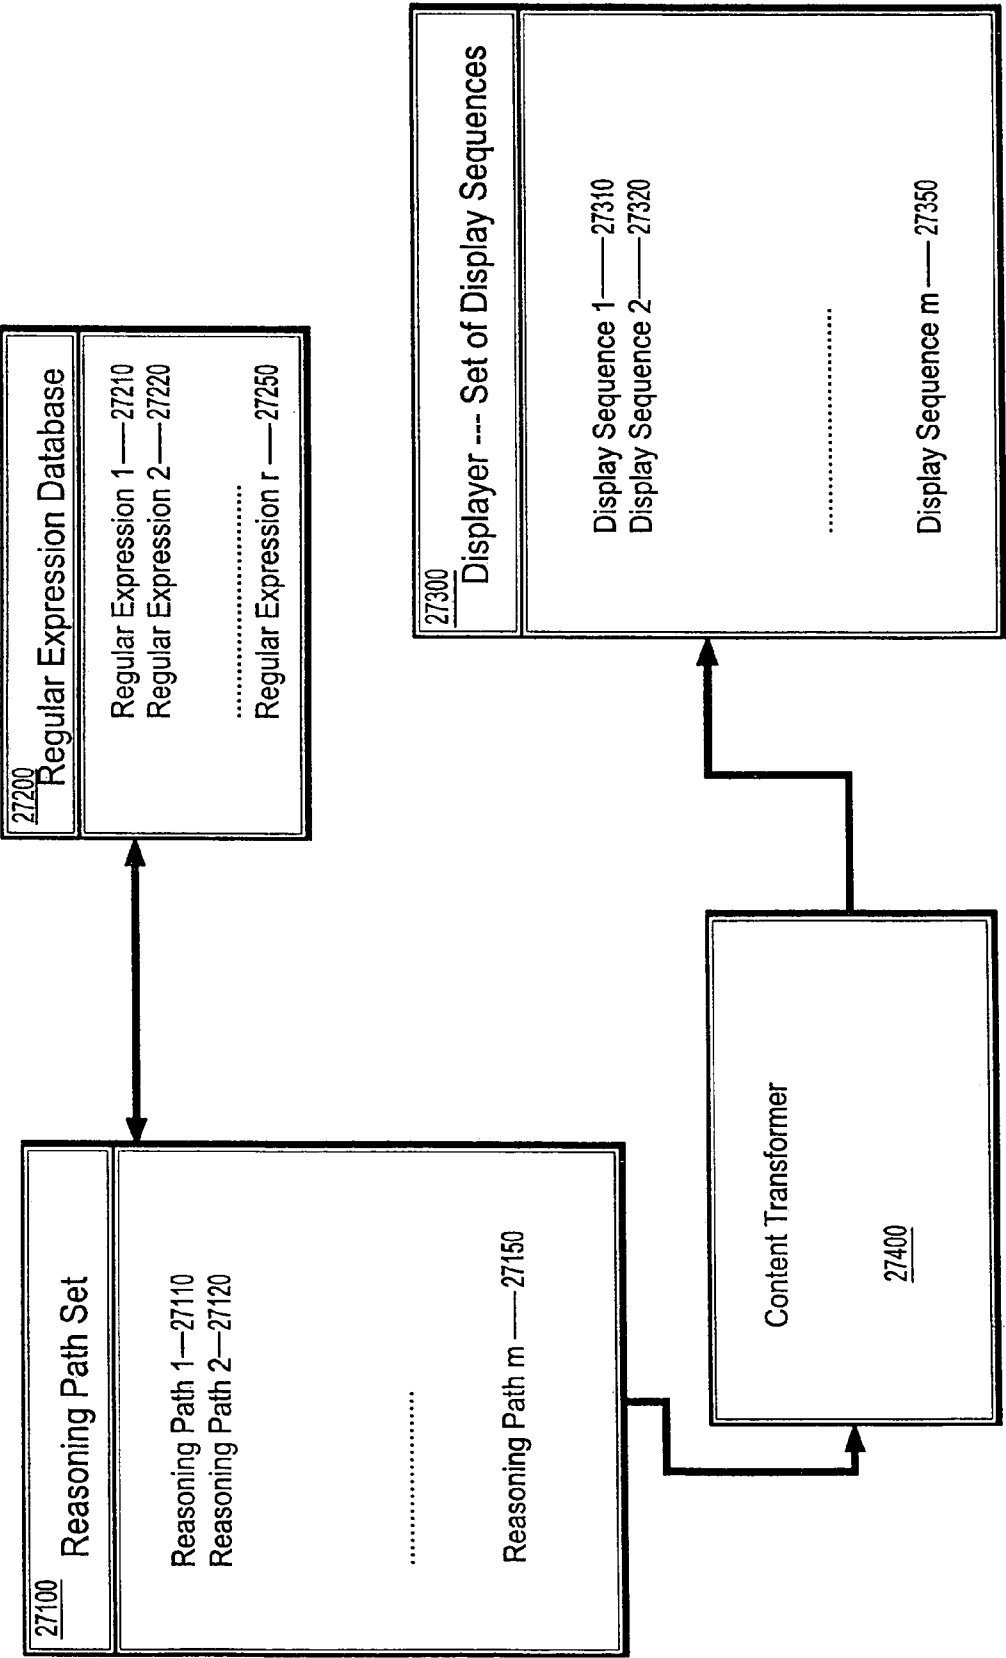 27100
Reasoning Path Set
Reasoning Path 1—27110
Reasoning Path 2—27120
..............................
Reasoning Path m ——27150
27200
Regular Expression Database
Regular Expression 1——27210
Regular Expression 2——27220
..............................
Regular Expression r ——27250
27300
Displayer --- Set of Display Sequences
Display Sequence 1——27310
Display Sequence 2——27320
..............................
Display Sequence m —— 27350
Content Transformer
27400